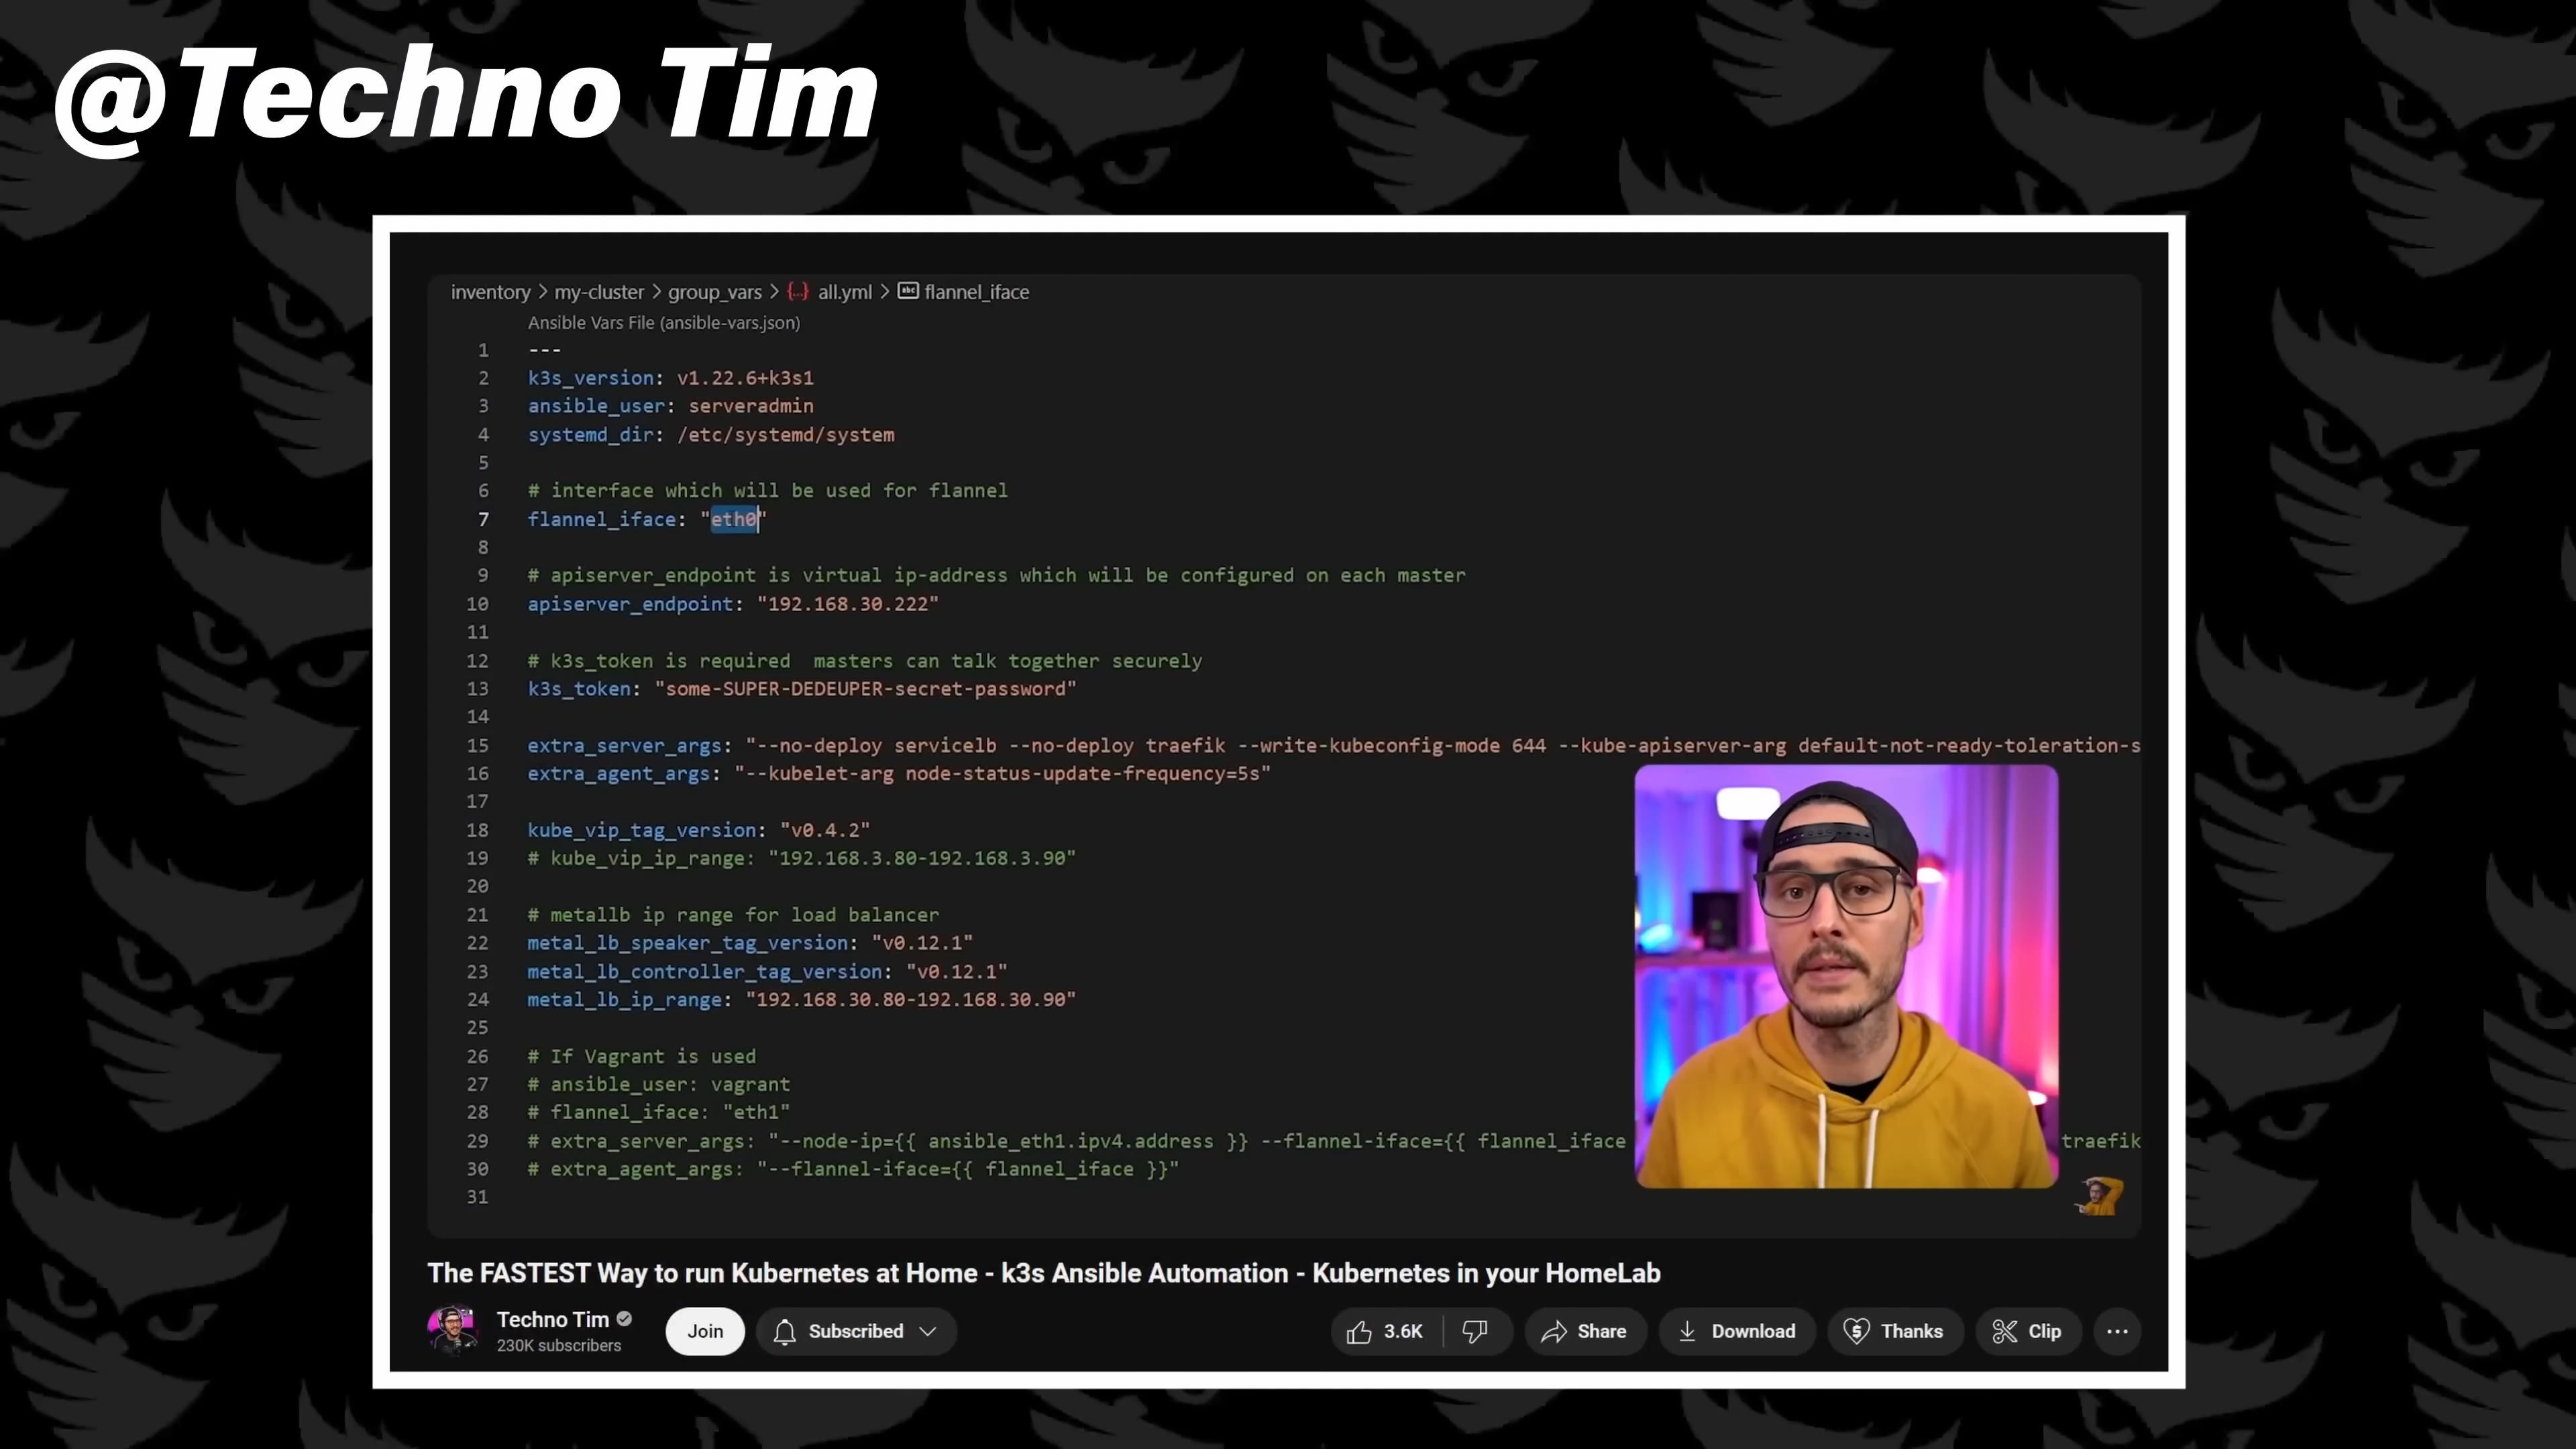 @Techno Tim
inventory > my-cluster > group_vars > {..} all.yml > abc flannel_iface
Ansible Vars File (ansible-vars.json)
1 ---
2 k3s_version: v1.22.6+k3s1
3 ansible_user: serveradmin
4 systemd_dir: /etc/systemd/system
5
6 # interface which will be used for flannel
7 flannel_iface: "eth0"
8
9 # apiserver_endpoint is virtual ip-address which will be configured on each master
10 apiserver_endpoint: "192.168.30.222"
11
12 # k3s_token is required  masters can talk together securely
13 k3s_token: "some-SUPER-DEDEUPER-secret-password"
14
15 extra_server_args: "--no-deploy servicelb --no-deploy traefik --write-kubeconfig-mode 644 --kube-apiserver-arg default-not-ready-toleration-s
16 extra_agent_args: "--kubelet-arg node-status-update-frequency=5s"
17
18 kube_vip_tag_version: "v0.4.2"
19 # kube_vip_ip_range: "192.168.3.80-192.168.3.90"
20
21 # metallb ip range for load balancer
22 metal_lb_speaker_tag_version: "v0.12.1"
23 metal_lb_controller_tag_version: "v0.12.1"
24 metal_lb_ip_range: "192.168.30.80-192.168.30.90"
25
26 # If Vagrant is used
27 # ansible_user: vagrant
28 # flannel_iface: "eth1"
29 # extra_server_args: "--node-ip={{ ansible_eth1.ipv4.address }} --flannel-iface={{ flannel_iface traefik
30 # extra_agent_args: "--flannel-iface={{ flannel_iface }}"
31
The FASTEST Way to run Kubernetes at Home - k3s Ansible Automation - Kubernetes in your HomeLab
Techno Tim
230K subscribers
Join
Subscribed
3.6K
Share
Download
Thanks
Clip